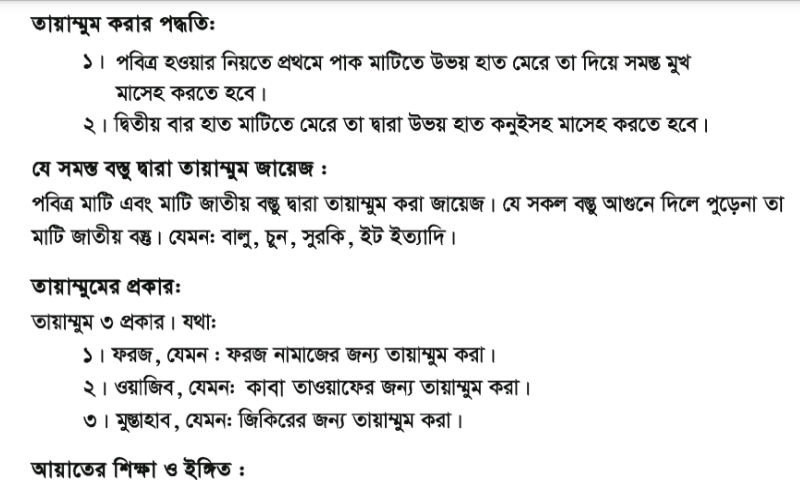 তায়াম্মুম করার পদ্ধতি:
১। পবিত্র হওয়ার নিয়তে প্রথমে পাক মাটিতে উভয় হাত মেরে তা দিয়ে সমস্ত মুখ
মাসেহ করতে হবে।
২। দ্বিতীয় বার হাত মাটিতে মেরে তা দ্বারা উভয় হাত কনুইসহ মাসেহ করতে হবে।
যে সমস্ত বস্তু দ্বারা তায়াম্মুম জায়েজ :
পবিত্র মাটি এবং মাটি জাতীয় বস্তু দ্বারা তায়াম্মুম করা জায়েজ। যে সকল বস্তু আগুনে দিলে পুড়েনা তা
মাটি জাতীয় বস্তু। যেমন: বালু, চুন, সুরকি, ইট ইত্যাদি।
তায়াম্মুমের প্রকার:
তায়াম্মুম ৩ প্রকার। যথা:
১। ফরজ, যেমন : ফরজ নামাজের জন্য তায়াম্মুম করা।
২। ওয়াজিব, যেমন: কাবা তাওয়াফের জন্য তায়াম্মুম করা।
৩। মুস্তাহাব, যেমন: জিকিরের জন্য তায়াম্মুম করা।
আয়াতের শিক্ষা ও ইঙ্গিত :